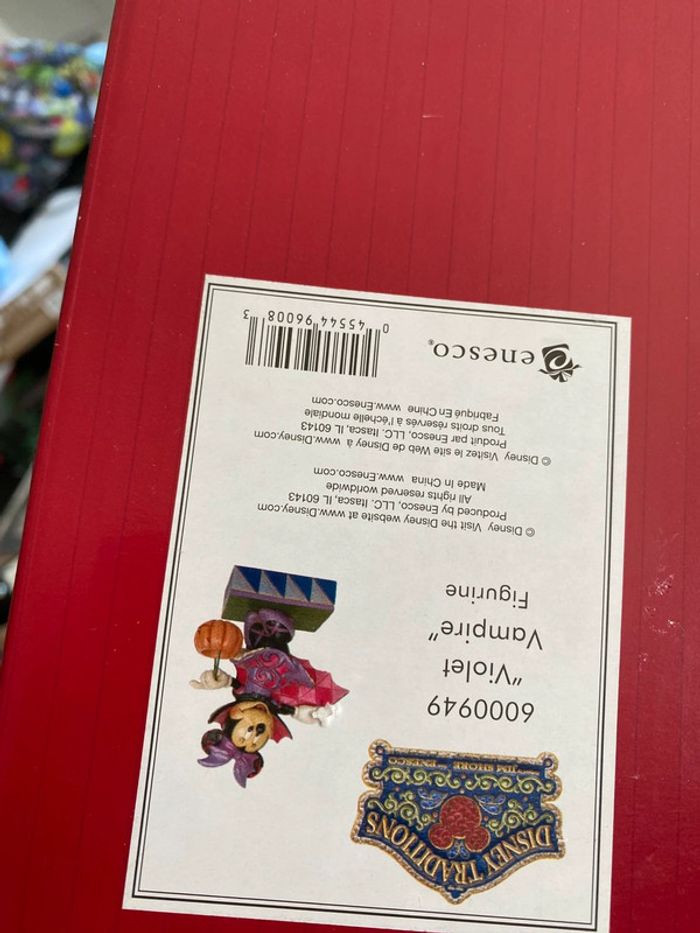 DISNEY TRADITIONS
JIM SHORE ENESCO
6000949
"Violet
Vampire"
Figurine
© Disney Visit the Disney website at www.Disney.com
Produced by Enesco, LLC. Itasca, IL 60143
All rights reserved worldwide
Made In China www.Enesco.com
© Disney Visitez le site Web de Disney à www.Disney.com
Produit par Enesco, LLC. Itasca, IL 60143
Tous droits réservés à l'échelle mondiale
Fabriqué En Chine www.Enesco.com
enesco®
0 45544 96008 3